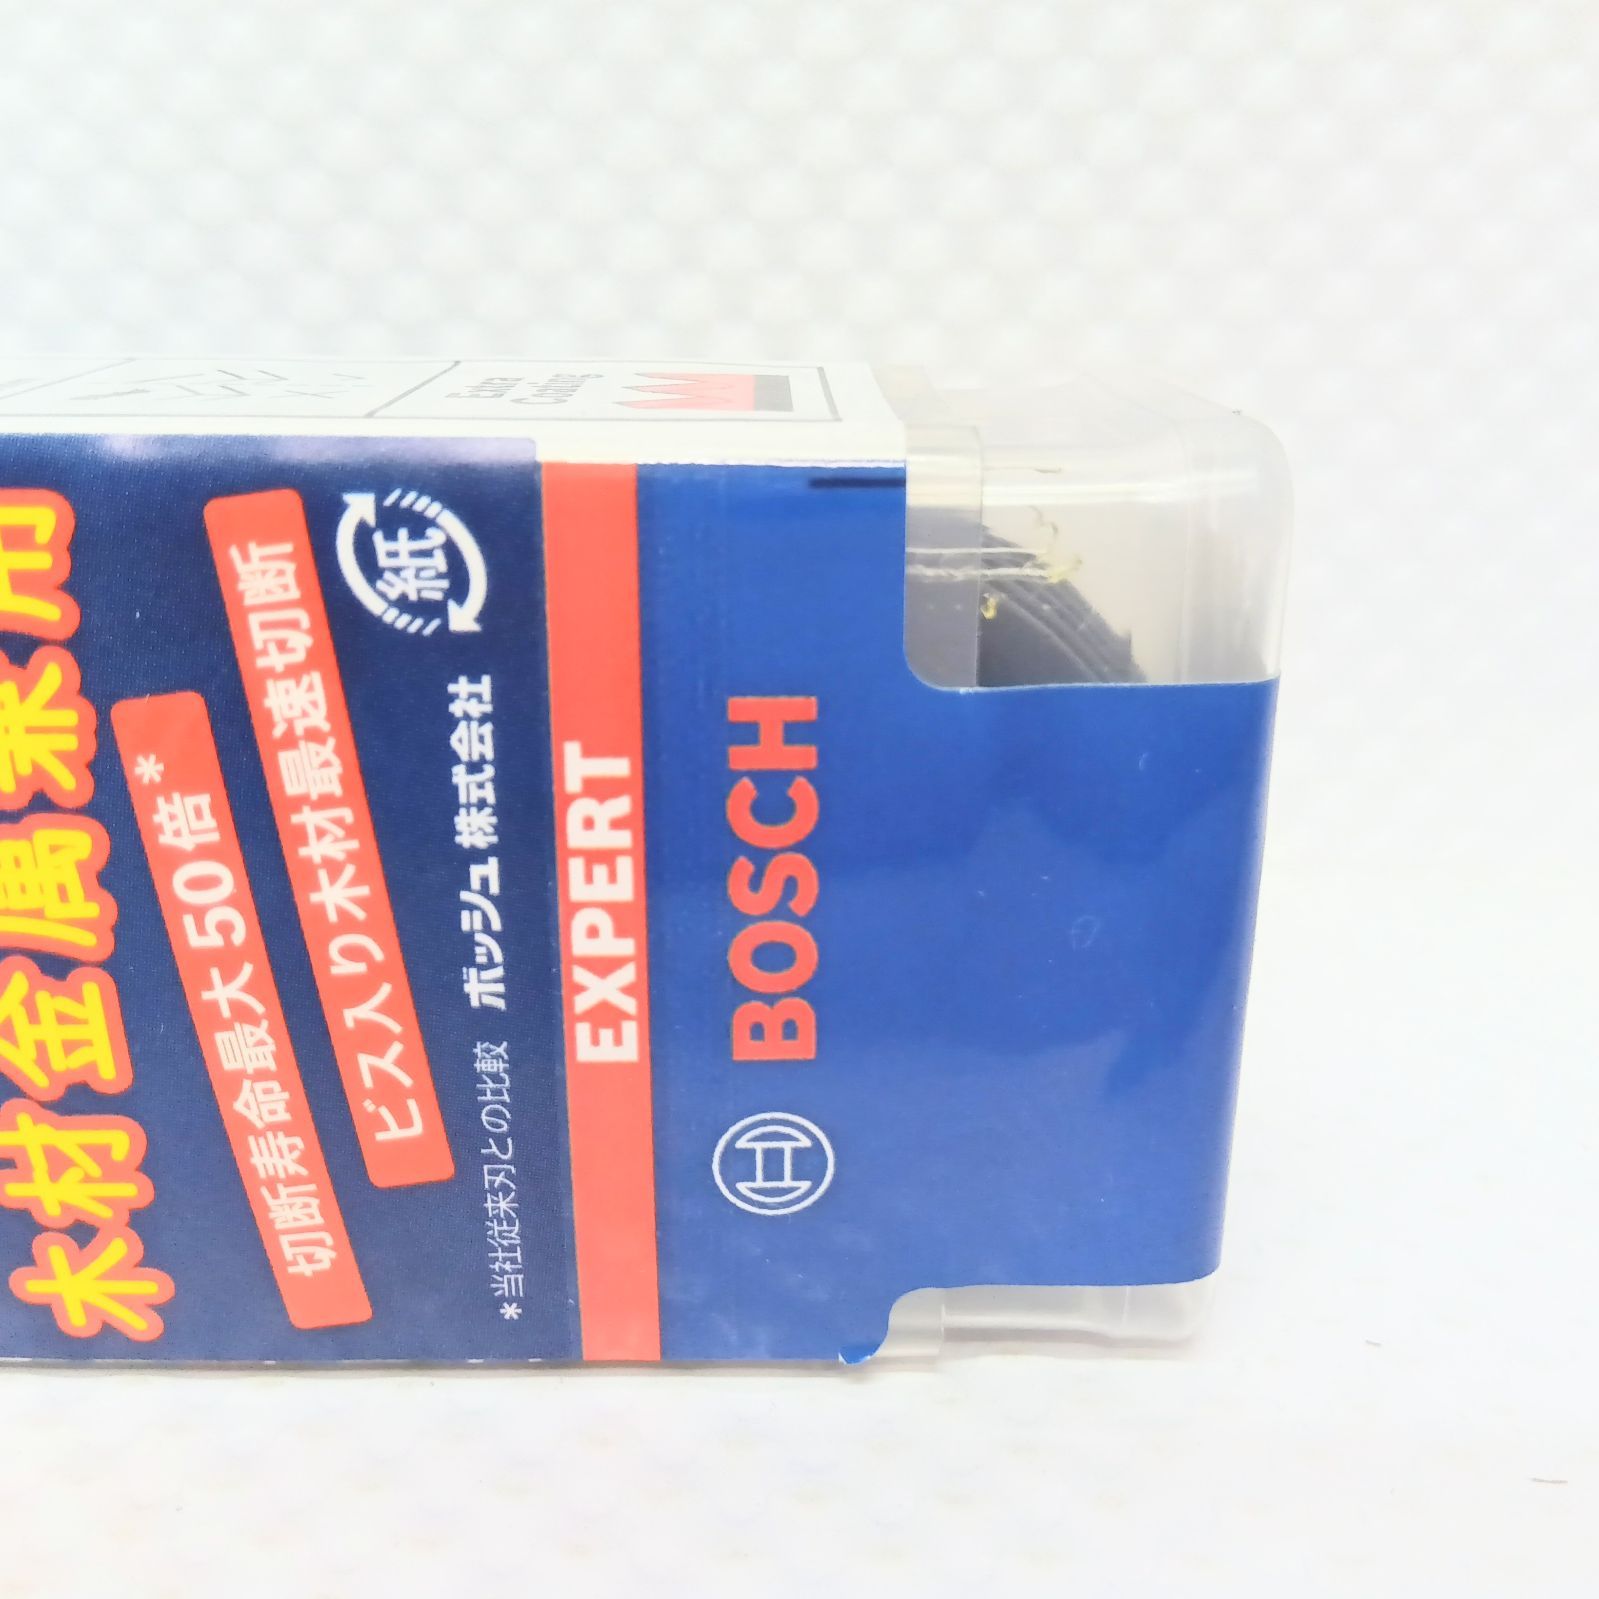 BOSCH
EXPERT
紙
ボッシュ株式会社
*当社従来刃との比較
ビス入り木材最速切断
切断寿命最大50倍*
木材金属兼用
Extra
Coatings